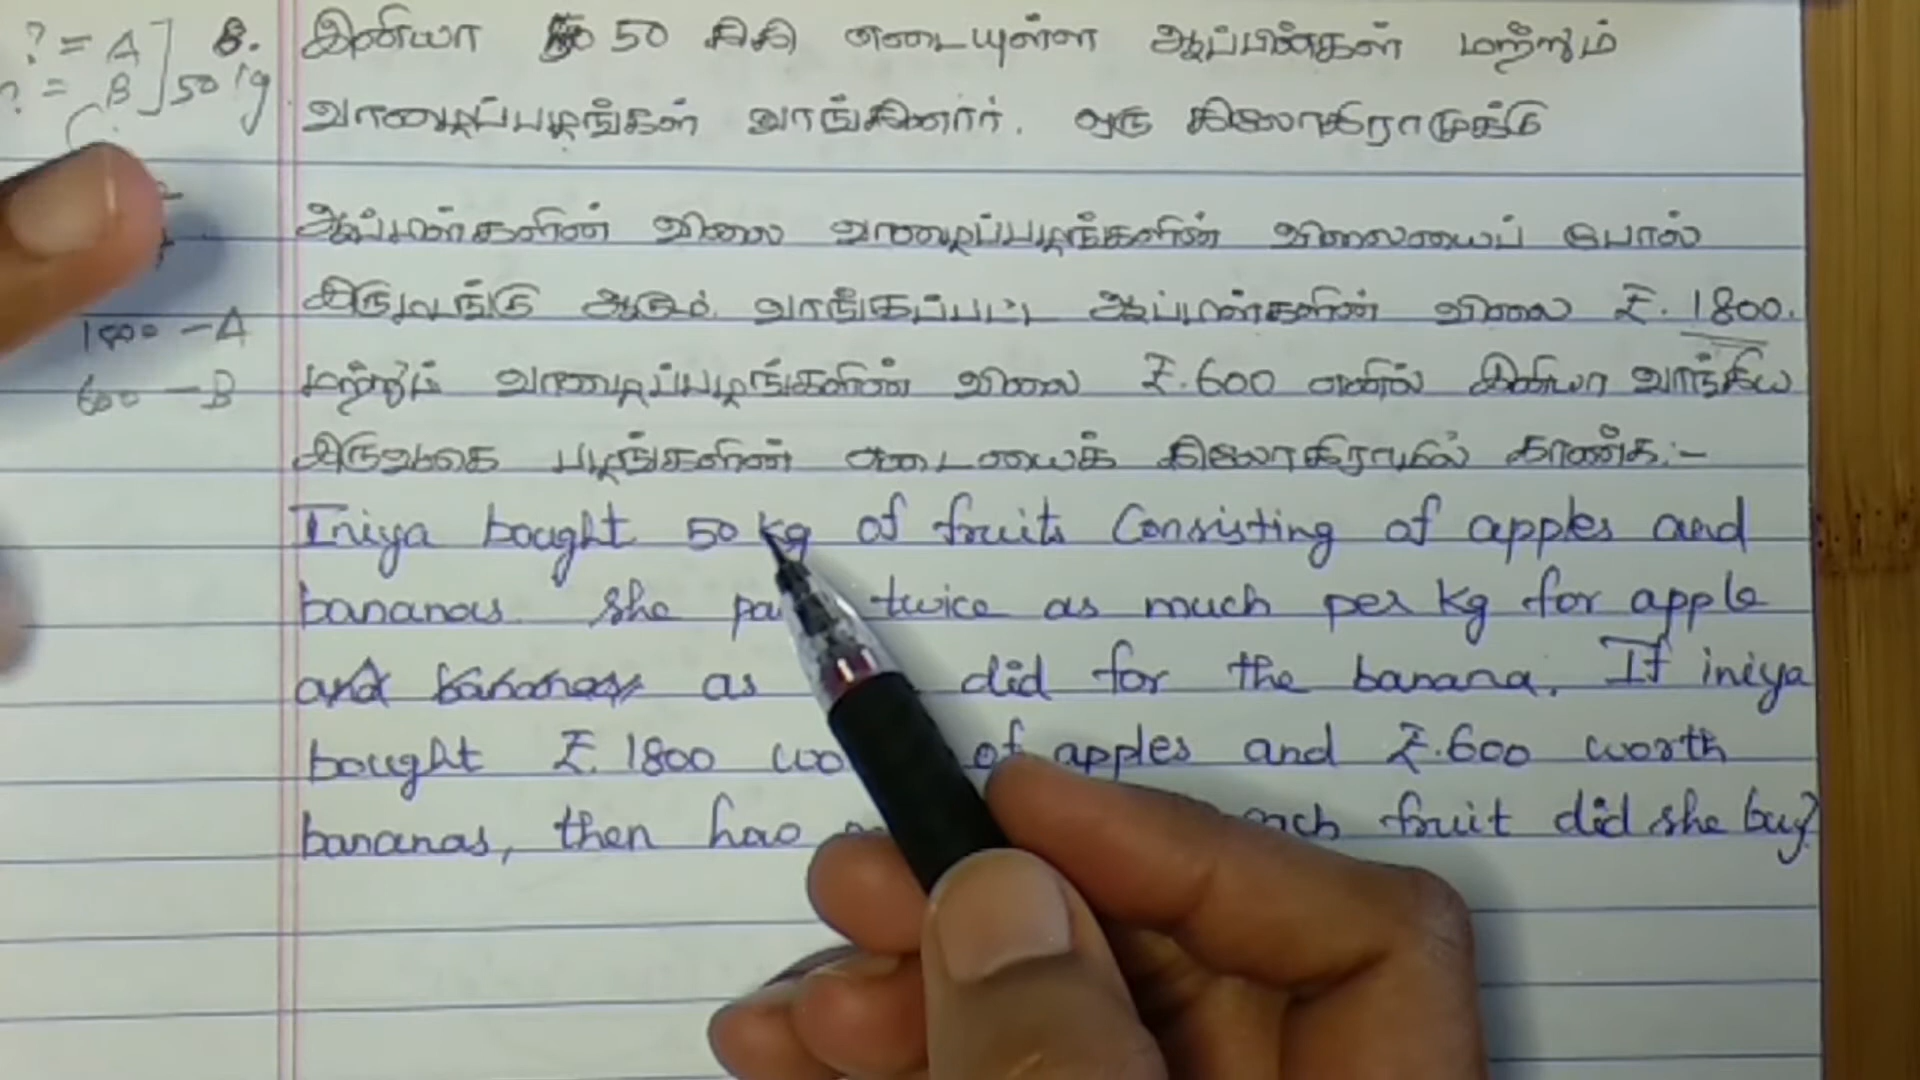 ? = A ] 8. இனியா 50 கிகி எடையுள்ள ஆப்பிள்கள் மற்றும்
? = B ] 50 kg வாழைப்பழங்கள் வாங்கினார். ஒரு கிலோகிராமுக்கு
ஆப்பிள்களின் விலை வாழைப்பழங்களின் விலையைப் போல்
இருமடங்கு ஆகும். வாங்கப்பட்ட ஆப்பிள்களின் விலை ₹. 1800.
1800 - A
மற்றும் வாழைப்பழங்களின் விலை ₹.600 எனில் இனியா வாங்கிய
600 - B
இருவகை பழங்களின் எடையைக் கிலோகிராமில் காண்க:-
Iniya bought 50 kg of fruits Consisting of apples and
bananas. She twice as much per kg for apple
and bananas as did for the banana. If iniya
bought ₹. 1800 of apples and ₹.600 worth
bananas, then fruit did she buy?